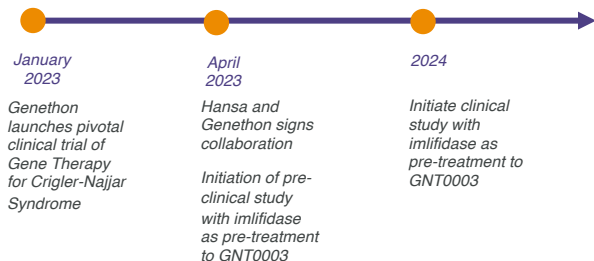 January
2023
Genethon
launches pivotal
clinical trial of
Gene Therapy
for Crigler-Najjar
Syndrome
April
2023
Hansa and
Genethon signs
collaboration
Initiation of pre-
clinical study
with imlifidase
as pre-treatment
to GNT0003
2024
Initiate clinical
study with
imlifidase as
pre-treatment to
GNT0003